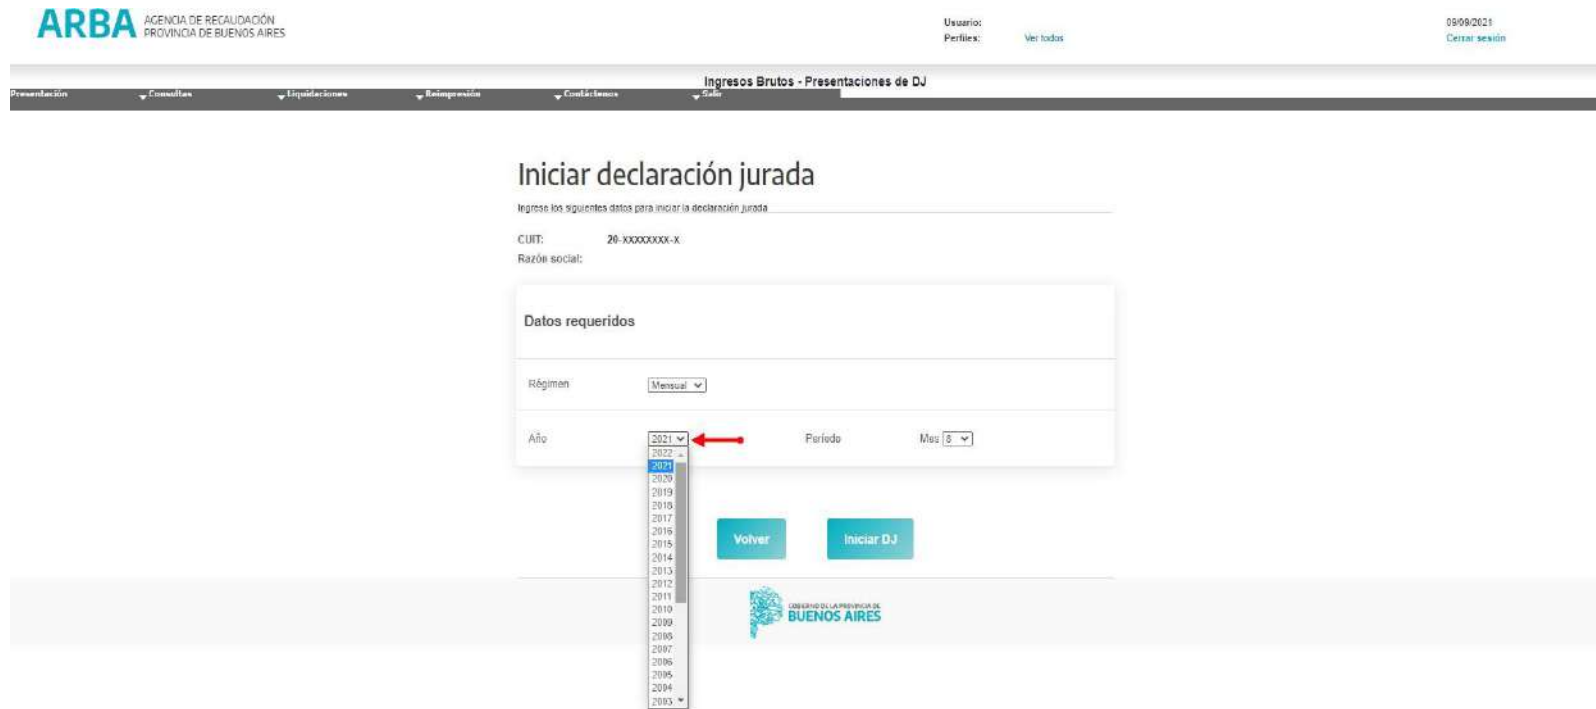 ARBA AGENCIA DE RECAUDACIÓN
PROVINCIA DE BUENOS AIRES
Usuario:
Perfiles: Ver todos
09/09/2021
Cerrar sesión
Ingresos Brutos - Presentaciones de DJ
Presentación Consultas Liquidaciones Reimpresión Contáctenos Salir
Iniciar declaración jurada
Ingrese los siguientes datos para iniciar la declaración jurada
CUIT: 20-XXXXXXXX-X
Razón social:
Datos requeridos
Régimen Mensual
Año 2021 Período Mes 8
2022
2021
2020
2019
2018
2017
2016
2015
2014
2013
2012
2011
2010
2009
2008
2007
2006
2005
2004
2003
Volver Iniciar DJ
GOBIERNO DE LA PROVINCIA DE
BUENOS AIRES